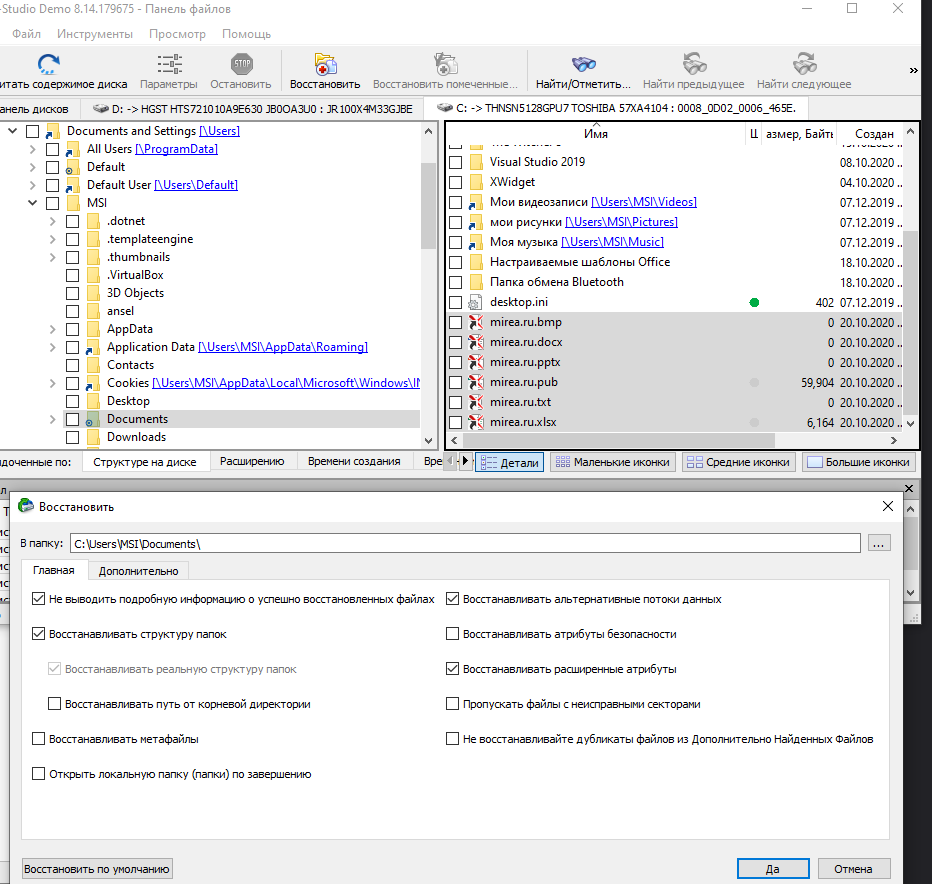 -Studio Demo 8.14.179675 - Панель файлов
Файл Инструменты Просмотр Помощь
итать содержимое диска Параметры Остановить Восстановить Восстановить помеченные... Найти/Отметить... Найти предыдущее Найти следующее »
STOP
анель дисков D: -> HGST HTS721010A9E630 JB0OA3U0 : JR100X4M33GJBE C: -> THNSN5128GPU7 TOSHIBA 57XA4104 : 0008_0D02_0006_465E.
Documents and Settings [\Users]
All Users [\ProgramData]
Default
Default User [\Users\Default]
MSI
.dotnet
.templateengine
.thumbnails
.VirtualBox
3D Objects
ansel
AppData
Application Data [\Users\MSI\AppData\Roaming]
Contacts
Cookies [\Users\MSI\AppData\Local\Microsoft\Windows\IN
Desktop
Documents
Downloads
Имя Ц азмер, Байты Создан
Visual Studio 2019 08.10.2020 ..
XWidget 04.10.2020 ..
Мои видеозаписи [\Users\MSI\Videos] 07.12.2019 ..
мои рисунки [\Users\MSI\Pictures] 07.12.2019 ..
Моя музыка [\Users\MSI\Music] 07.12.2019 ..
Настраиваемые шаблоны Office 18.10.2020 ..
Папка обмена Bluetooth 18.10.2020 ..
desktop.ini 402 07.12.2019 ..
mirea.ru.bmp 0 20.10.2020 ..
mirea.ru.docx 0 20.10.2020 ..
mirea.ru.pptx 0 20.10.2020 ..
mirea.ru.pub 59,904 20.10.2020 ..
mirea.ru.txt 0 20.10.2020 ..
mirea.ru.xlsx 6,164 20.10.2020 ..
ядоченные по: Структуре на диске Расширению Времени создания Вре
Детали Маленькие иконки Средние иконки Большие иконки
Восстановить
В папку: C:\Users\MSI\Documents\ ...
Главная Дополнительно
Не выводить подробную информацию о успешно восстановленных файлах
Восстанавливать альтернативные потоки данных
Восстанавливать структуру папок
Восстанавливать атрибуты безопасности
Восстанавливать реальную структуру папок
Восстанавливать расширенные атрибуты
Восстанавливать путь от корневой директории
Пропускать файлы с неисправными секторами
Восстанавливать метафайлы
Не восстанавливайте дубликаты файлов из Дополнительно Найденных Файлов
Открыть локальную папку (папки) по завершению
Восстановить по умолчанию Да Отмена